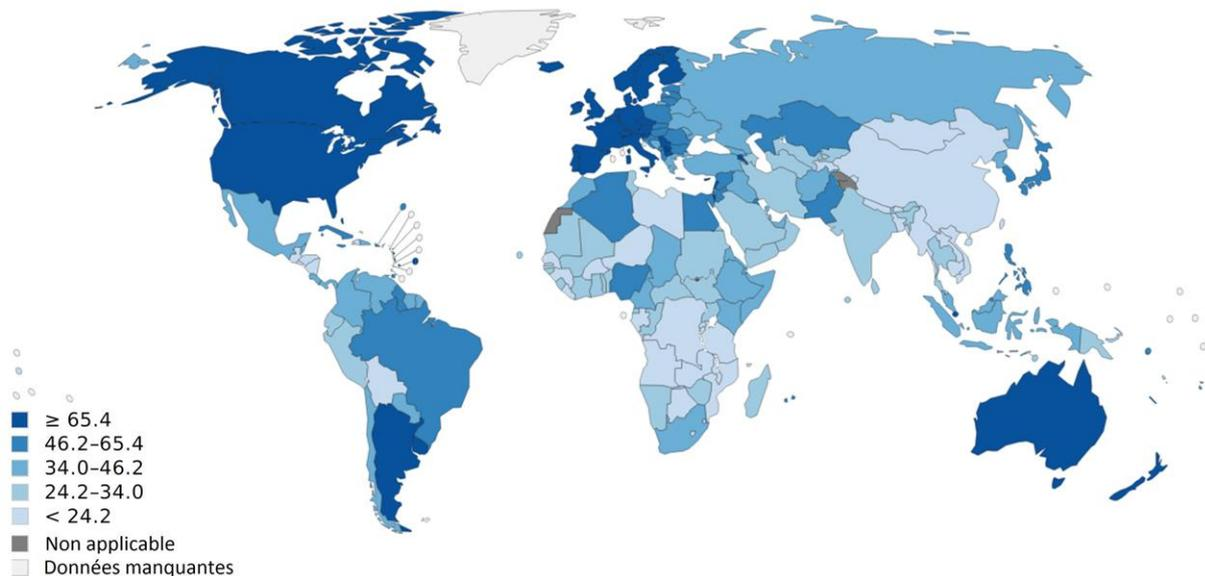 ≥ 65.4
46.2–65.4
34.0–46.2
24.2–34.0
< 24.2
Non applicable
Données manquantes